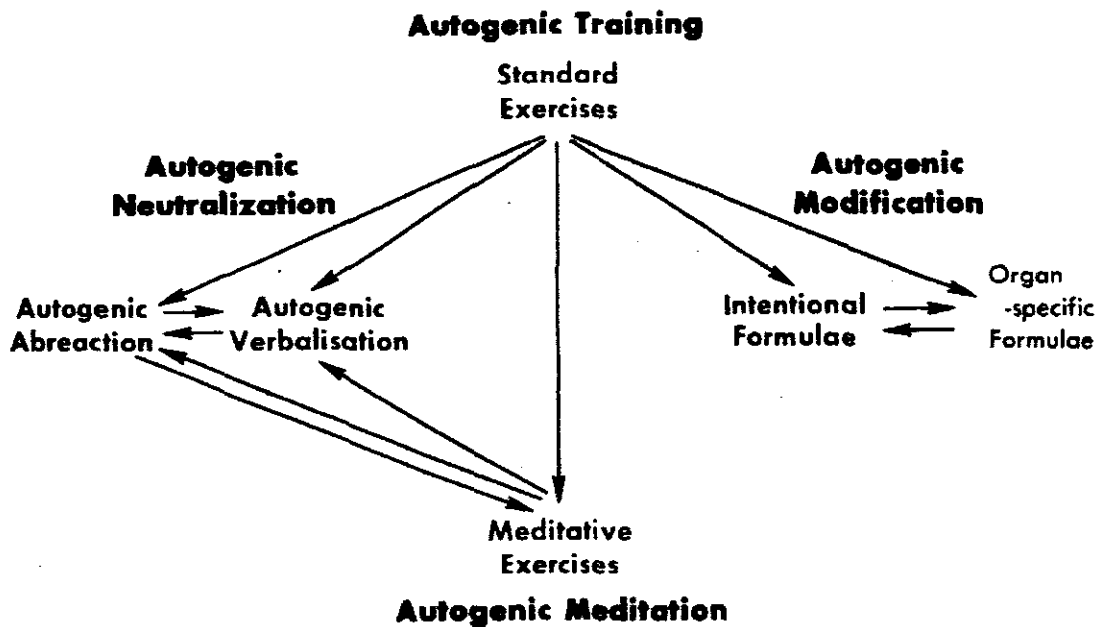 Autogenic Training
Standard
Exercises
Autogenic
Neutralization
Autogenic
Modification
Autogenic
Abreaction
Autogenic
Verbalisation
Intentional
Formulae
Organ
-specific
Formulae
Meditative
Exercises
Autogenic Meditation